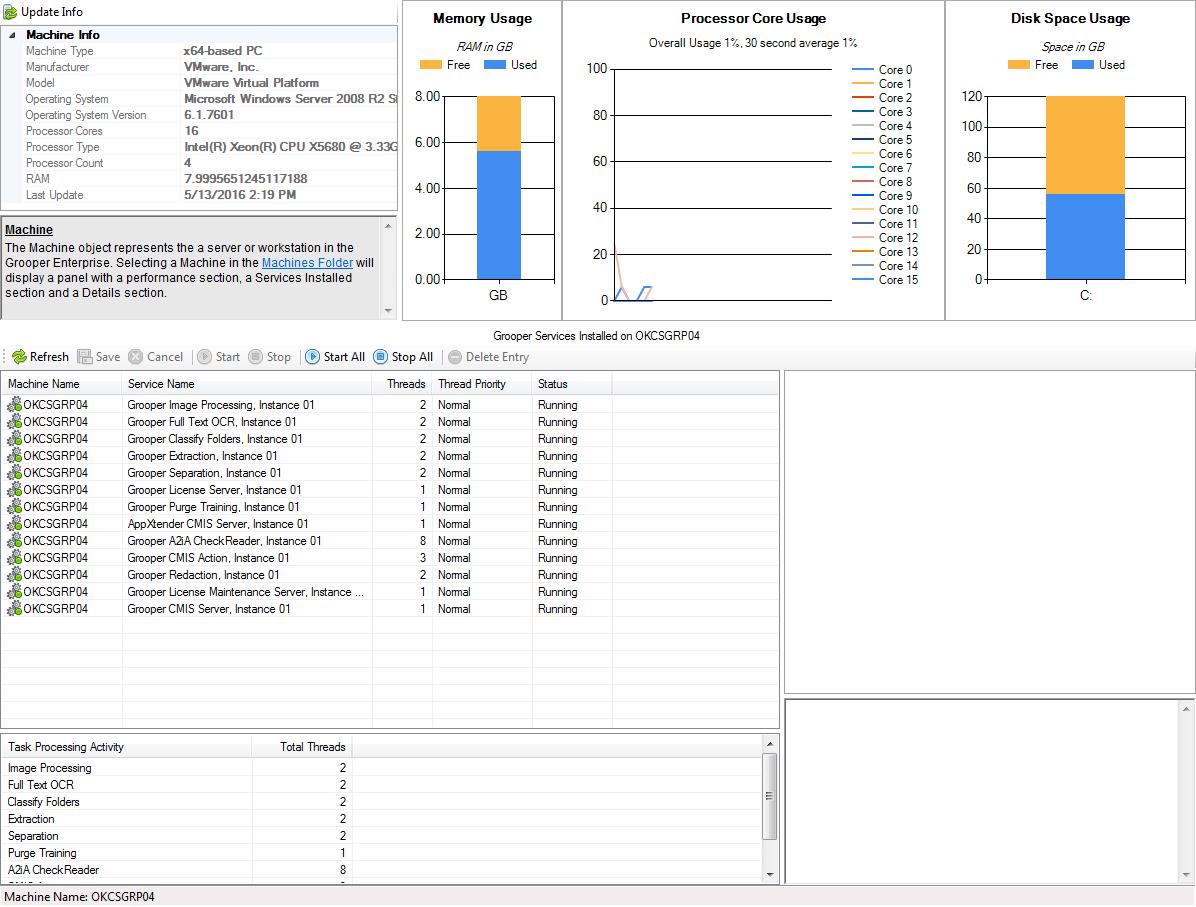 Update Info
Machine Info
Machine Type x64-based PC
Manufacturer VMware, Inc.
Model VMware Virtual Platform
Operating System Microsoft Windows Server 2008 R2 St
Operating System Version 6.1.7601
Processor Cores 16
Processor Type Intel(R) Xeon(R) CPU X5680 @ 3.33G
Processor Count 4
RAM 7.9995651245117188
Last Update 5/13/2016 2:19 PM
Machine
The Machine object represents the a server or workstation in the
Grooper Enterprise. Selecting a Machine in the Machines Folder will
display a panel with a performance section, a Services Installed
section and a Details section.
Memory Usage
RAM in GB
Free Used
8.00
6.00
4.00
2.00
0.00
GB
Processor Core Usage
Overall Usage 1%, 30 second average 1%
100
80
60
40
20
0
Core 0
Core 1
Core 2
Core 3
Core 4
Core 5
Core 6
Core 7
Core 8
Core 9
Core 10
Core 11
Core 12
Core 13
Core 14
Core 15
Disk Space Usage
Space in GB
Free Used
120
100
80
60
40
20
0
C:
Grooper Services Installed on OKCSGRP04
Refresh Save Cancel Start Stop Start All Stop All Delete Entry
Machine Name Service Name Threads Thread Priority Status
OKCSGRP04 Grooper Image Processing, Instance 01 2 Normal Running
OKCSGRP04 Grooper Full Text OCR, Instance 01 2 Normal Running
OKCSGRP04 Grooper Classify Folders, Instance 01 2 Normal Running
OKCSGRP04 Grooper Extraction, Instance 01 2 Normal Running
OKCSGRP04 Grooper Separation, Instance 01 2 Normal Running
OKCSGRP04 Grooper License Server, Instance 01 1 Normal Running
OKCSGRP04 Grooper Purge Training, Instance 01 1 Normal Running
OKCSGRP04 AppXtender CMIS Server, Instance 01 1 Normal Running
OKCSGRP04 Grooper A2iA CheckReader, Instance 01 8 Normal Running
OKCSGRP04 Grooper CMIS Action, Instance 01 3 Normal Running
OKCSGRP04 Grooper Redaction, Instance 01 2 Normal Running
OKCSGRP04 Grooper License Maintenance Server, Instance ... 1 Normal Running
OKCSGRP04 Grooper CMIS Server, Instance 01 1 Normal Running
Task Processing Activity Total Threads
Image Processing 2
Full Text OCR 2
Classify Folders 2
Extraction 2
Separation 2
Purge Training 1
A2iA CheckReader 8
Machine Name: OKCSGRP04